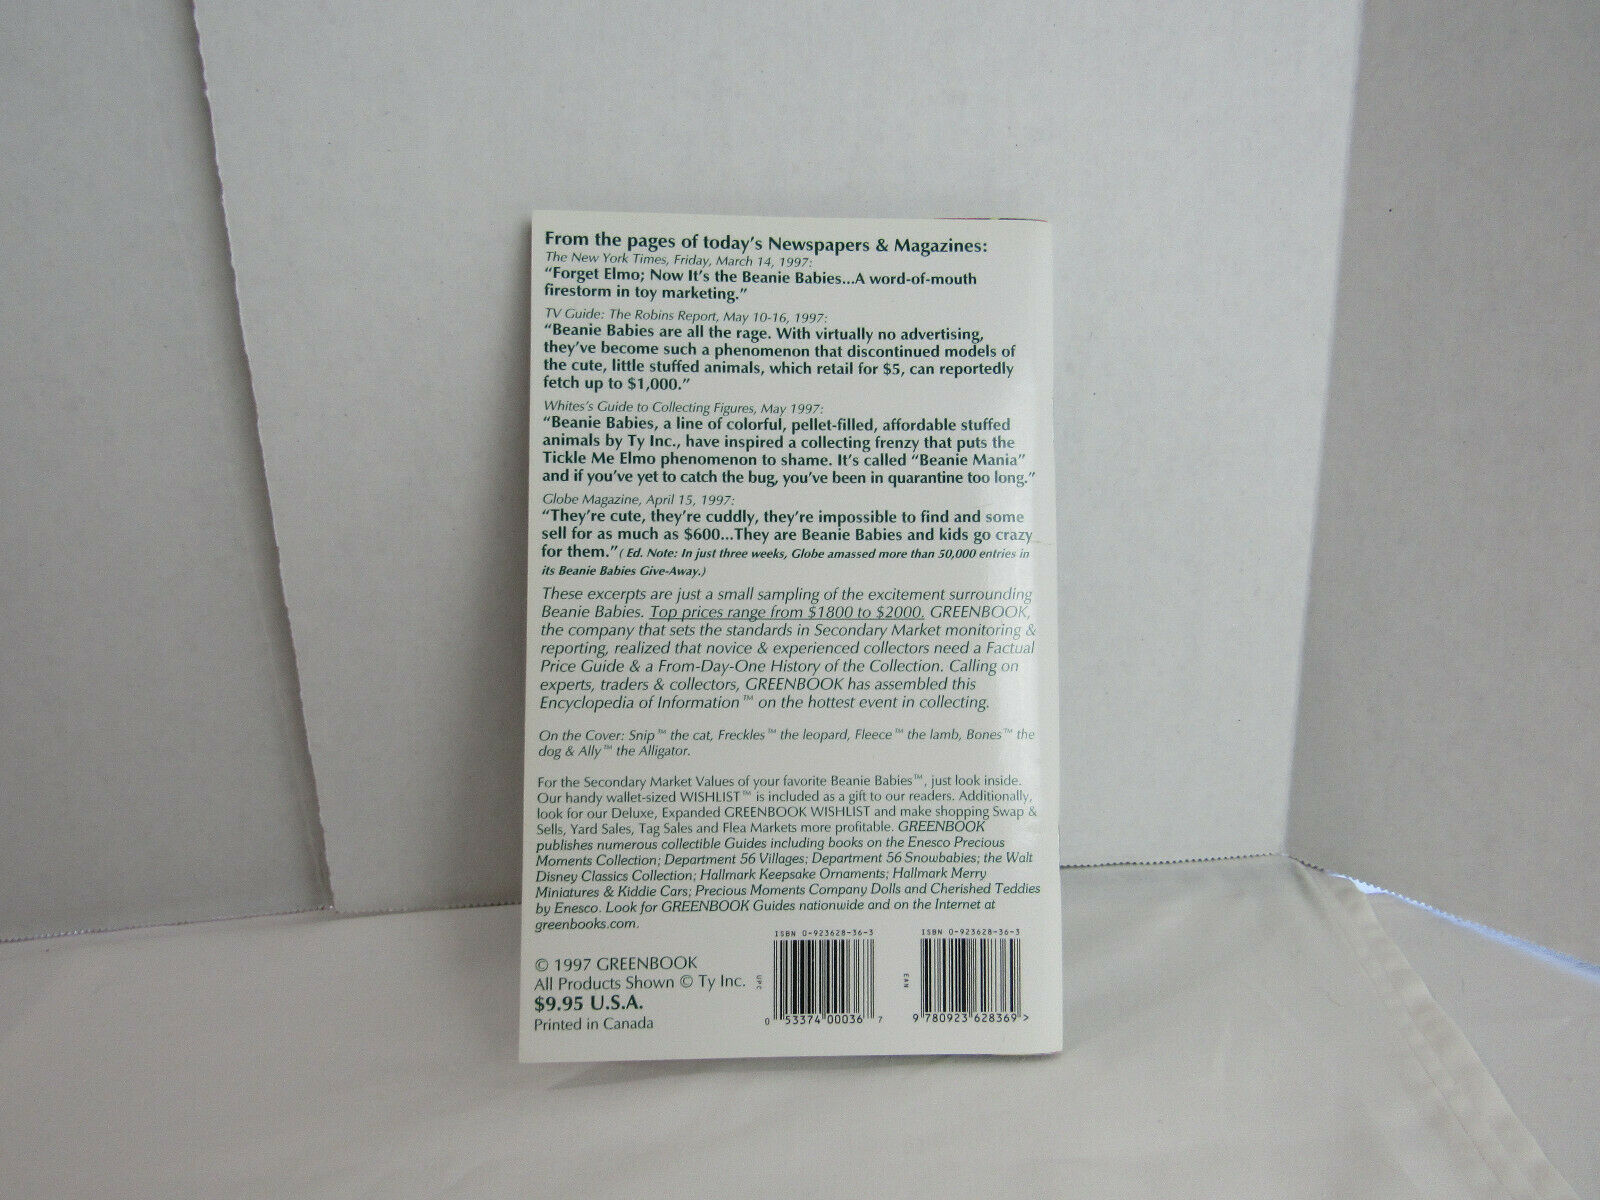 From the pages of today's Newspapers & Magazines:
The New York Times, Friday, March 14, 1997:
"Forget Elmo; Now It's the Beanie Babies...A word-of-mouth
firestorm in toy marketing."
TV Guide: The Robins Report, May 10-16, 1997:
"Beanie Babies are all the rage. With virtually no advertising,
they've become such a phenomenon that discontinued models of
the cute, little stuffed animals, which retail for $5, can reportedly
fetch up to $1,000."
Whites's Guide to Collecting Figures, May 1997:
"Beanie Babies, a line of colorful, pellet-filled, affordable stuffed
animals by Ty Inc., have inspired a collecting frenzy that puts the
Tickle Me Elmo phenomenon to shame. It's called "Beanie Mania"
and if you've yet to catch the bug, you've been in quarantine too long."
Globe Magazine, April 15, 1997:
"They're cute, they're cuddly, they're impossible to find and some
sell for as much as $600...They are Beanie Babies and kids go crazy
for them." ( Ed. Note: In just three weeks, Globe amassed more than 50,000 entries in
its Beanie Babies Give-Away.)
These excerpts are just a small sampling of the excitement surrounding
Beanie Babies. Top prices range from $1800 to $2000. GREENBOOK,
the company that sets the standards in Secondary Market monitoring &
reporting, realized that novice & experienced collectors need a Factual
Price Guide & a From-Day-One History of the Collection. Calling on
experts, traders & collectors, GREENBOOK has assembled this
Encyclopedia of Information™ on the hottest event in collecting.
On the Cover: Snip™ the cat, Freckles™ the leopard, Fleece™ the lamb, Bones™ the
dog & Ally™ the Alligator.
For the Secondary Market Values of your favorite Beanie Babies™, just look inside.
Our handy wallet-sized WISHLIST™ is included as a gift to our readers. Additionally,
look for our Deluxe, Expanded GREENBOOK WISHLIST and make shopping Swap &
Sells, Yard Sales, Tag Sales and Flea Markets more profitable. GREENBOOK
publishes numerous collectible Guides including books on the Enesco Precious
Moments Collection; Department 56 Villages; Department 56 Snowbabies; the Walt
Disney Classics Collection; Hallmark Keepsake Ornaments; Hallmark Merry
Miniatures & Kiddie Cars; Precious Moments Company Dolls and Cherished Teddies
by Enesco. Look for GREENBOOK Guides nationwide and on the Internet at
greenbooks.com.
© 1997 GREENBOOK
All Products Shown © Ty Inc.
$9.95 U.S.A.
Printed in Canada
ISBN 0-923628-36-3
UPC
0 53374 00036 7
ISBN 0-923628-36-3
EAN
9 780923 628369 >